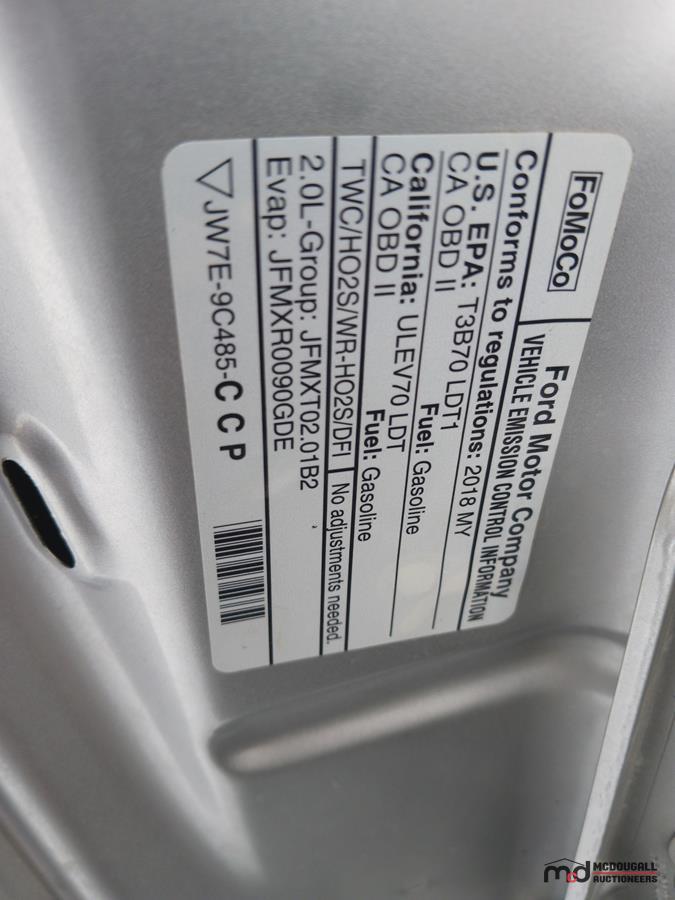 FoMoCo
Ford Motor Company
VEHICLE EMISSION CONTROL INFORMATION
Conforms to regulations: 2018 MY
U.S. EPA: T3B70 LDT1
CA OBD II Fuel: Gasoline
California: ULEV70 LDT
CA OBD II Fuel: Gasoline
TWC/HO2S/WR-HO2S/DFI No adjustments needed.
2.0L-Group: JFMXT02.01B2
Evap: JFMXR0090GDE
JW7E-9C485-C C P
md MCDOUGALL
AUCTIONEERS